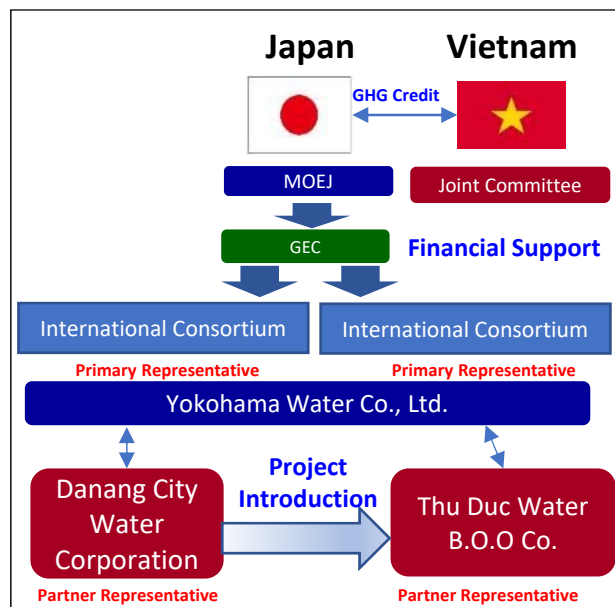 Japan
Vietnam
GHG Credit
MOEJ
Joint Committee
GEC
Financial Support
International Consortium
International Consortium
Primary Representative
Primary Representative
Yokohama Water Co., Ltd.
Project
Introduction
Danang City
Water
Corporation
Thu Duc Water
B.O.O Co.
Partner Representative
Partner Representative